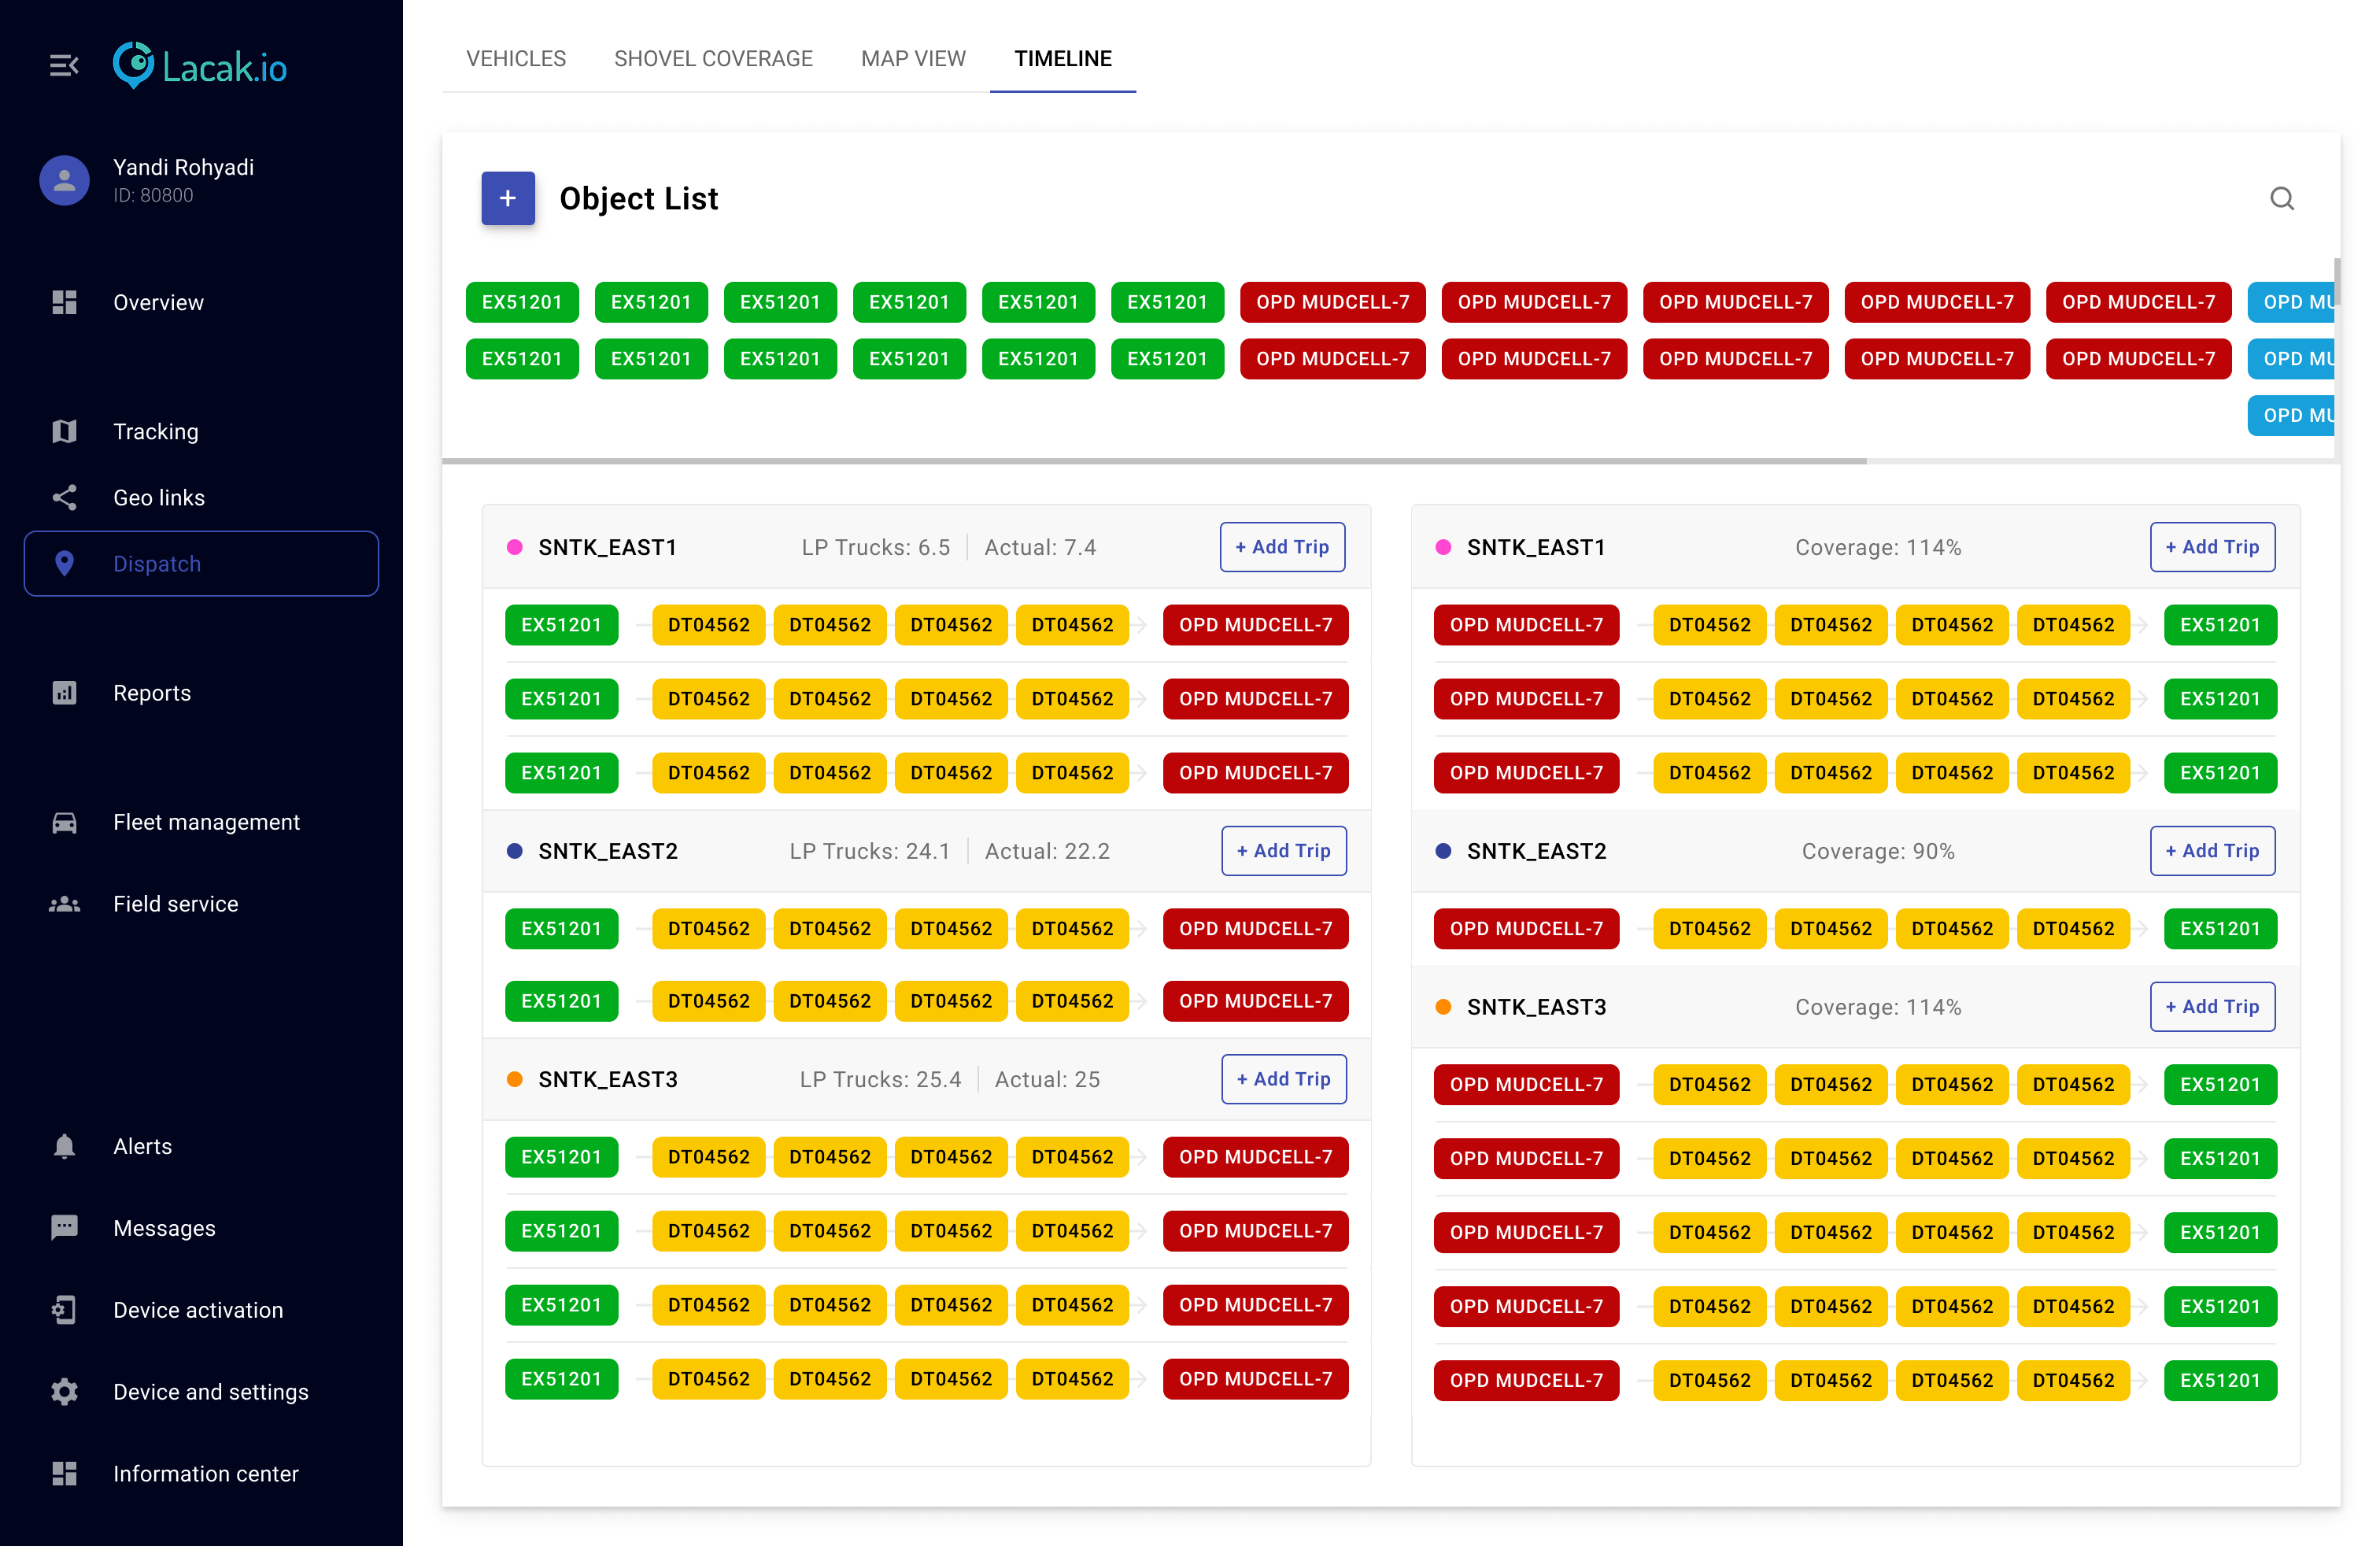 Lacak.io
Yandi Rohyadi
ID: 80800
Overview
Tracking
Geo links
Dispatch
Reports
Fleet management
Field service
Alerts
Messages
Device activation
Device and settings
Information center
VEHICLES SHOVEL COVERAGE MAP VIEW TIMELINE
+ Object List
EX51201 EX51201 EX51201 EX51201 EX51201 EX51201 OPD MUDCELL-7 OPD MUDCELL-7 OPD MUDCELL-7 OPD MUDCELL-7 OPD MUDCELL-7 OPD MU
EX51201 EX51201 EX51201 EX51201 EX51201 EX51201 OPD MUDCELL-7 OPD MUDCELL-7 OPD MUDCELL-7 OPD MUDCELL-7 OPD MUDCELL-7 OPD MU
OPD MU
SNTK_EAST1 LP Trucks: 6.5 Actual: 7.4 + Add Trip
EX51201 DT04562 DT04562 DT04562 DT04562 OPD MUDCELL-7
EX51201 DT04562 DT04562 DT04562 DT04562 OPD MUDCELL-7
EX51201 DT04562 DT04562 DT04562 DT04562 OPD MUDCELL-7
SNTK_EAST2 LP Trucks: 24.1 Actual: 22.2 + Add Trip
EX51201 DT04562 DT04562 DT04562 DT04562 OPD MUDCELL-7
EX51201 DT04562 DT04562 DT04562 DT04562 OPD MUDCELL-7
SNTK_EAST3 LP Trucks: 25.4 Actual: 25 + Add Trip
EX51201 DT04562 DT04562 DT04562 DT04562 OPD MUDCELL-7
EX51201 DT04562 DT04562 DT04562 DT04562 OPD MUDCELL-7
EX51201 DT04562 DT04562 DT04562 DT04562 OPD MUDCELL-7
EX51201 DT04562 DT04562 DT04562 DT04562 OPD MUDCELL-7
SNTK_EAST1 Coverage: 114% + Add Trip
OPD MUDCELL-7 DT04562 DT04562 DT04562 DT04562 EX51201
OPD MUDCELL-7 DT04562 DT04562 DT04562 DT04562 EX51201
OPD MUDCELL-7 DT04562 DT04562 DT04562 DT04562 EX51201
SNTK_EAST2 Coverage: 90% + Add Trip
OPD MUDCELL-7 DT04562 DT04562 DT04562 DT04562 EX51201
SNTK_EAST3 Coverage: 114% + Add Trip
OPD MUDCELL-7 DT04562 DT04562 DT04562 DT04562 EX51201
OPD MUDCELL-7 DT04562 DT04562 DT04562 DT04562 EX51201
OPD MUDCELL-7 DT04562 DT04562 DT04562 DT04562 EX51201
OPD MUDCELL-7 DT04562 DT04562 DT04562 DT04562 EX51201
OPD MUDCELL-7 DT04562 DT04562 DT04562 DT04562 EX51201